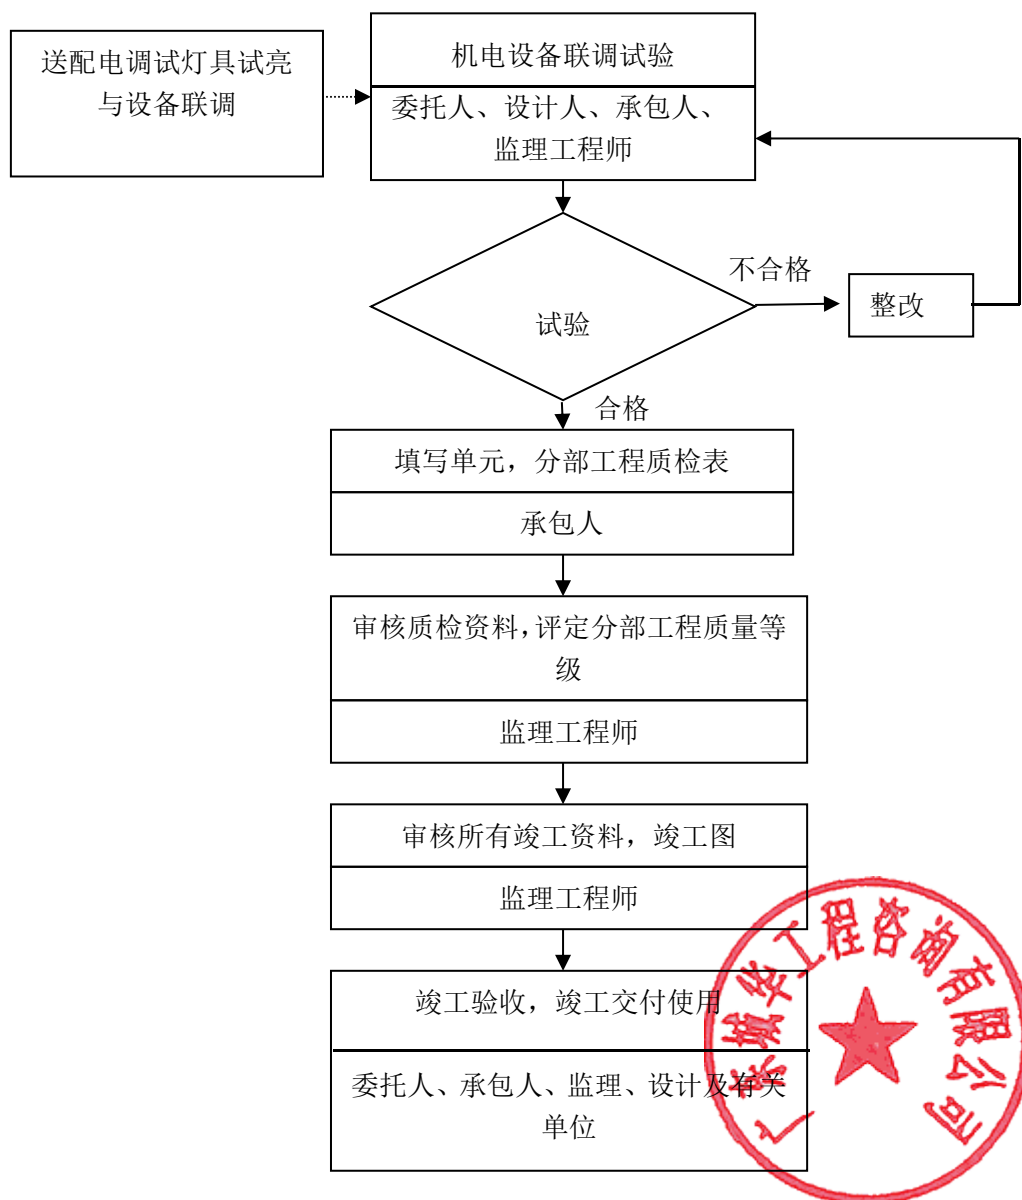 送配电调试灯具试亮
与设备联调
机电设备联调试验
委托人、设计人、承包人、
监理工程师
不合格
整改
试验
合格
填写单元，分部工程质检表
承包人
审核质检资料，评定分部工程质量等
级
监理工程师
审核所有竣工资料，竣工图
监理工程师
竣工验收，竣工交付使用
委托人、承包人、监理、设计及有关
单位
广东城华工程咨询有限公司